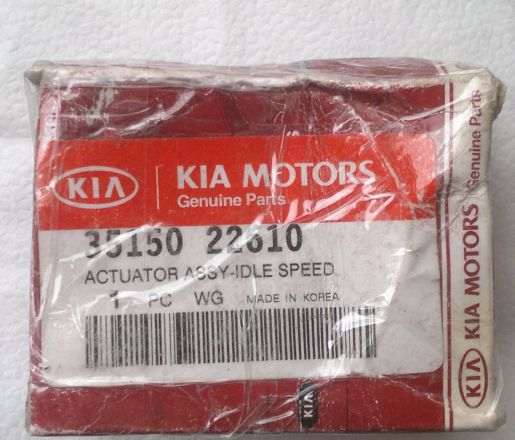 KIA
KIA MOTORS
Genuine Parts
35150 22610
ACTUATOR ASSY-IDLE SPEED
1 PC WG MADE IN KOREA
KIA
KIA MOTORS
Genuine Parts
KIA